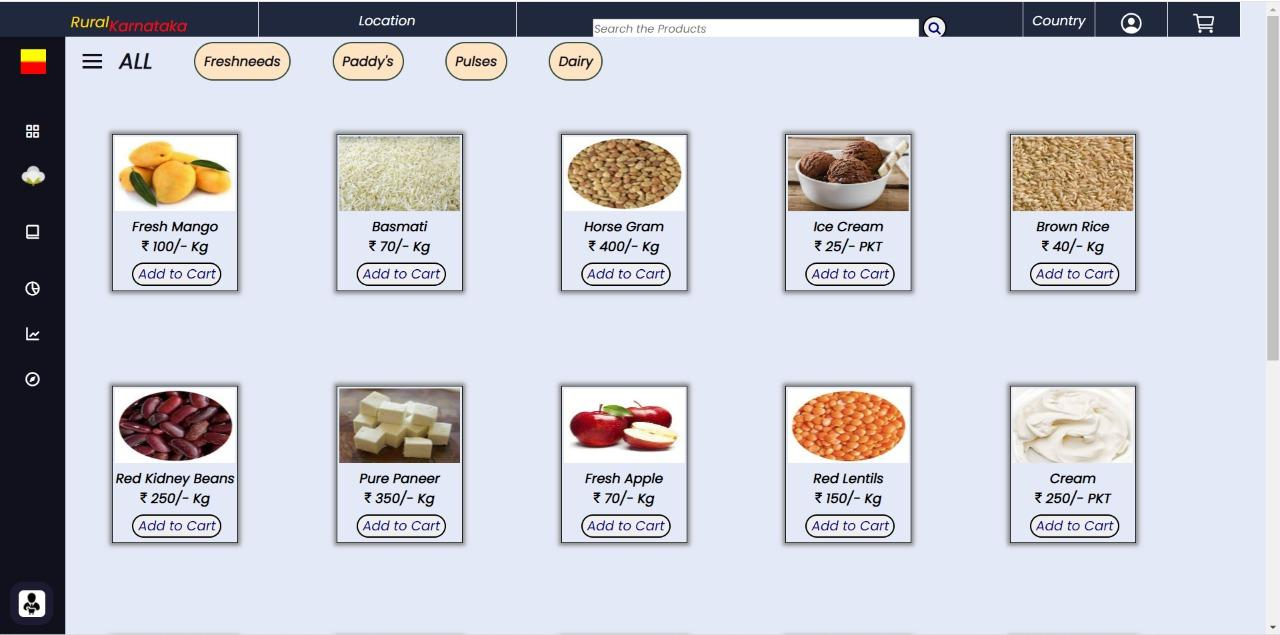 RuralKarnataka
Location
Search the Products
Country
ALL
Freshneeds
Paddy's
Pulses
Dairy
Fresh Mango
₹ 100/- Kg
Add to Cart
Basmati
₹ 70/- Kg
Add to Cart
Horse Gram
₹ 400/- Kg
Add to Cart
Ice Cream
₹ 25/- PKT
Add to Cart
Brown Rice
₹ 40/- Kg
Add to Cart
Red Kidney Beans
₹ 250/- Kg
Add to Cart
Pure Paneer
₹ 350/- Kg
Add to Cart
Fresh Apple
₹ 70/- Kg
Add to Cart
Red Lentils
₹ 150/- Kg
Add to Cart
Cream
₹ 250/- PKT
Add to Cart